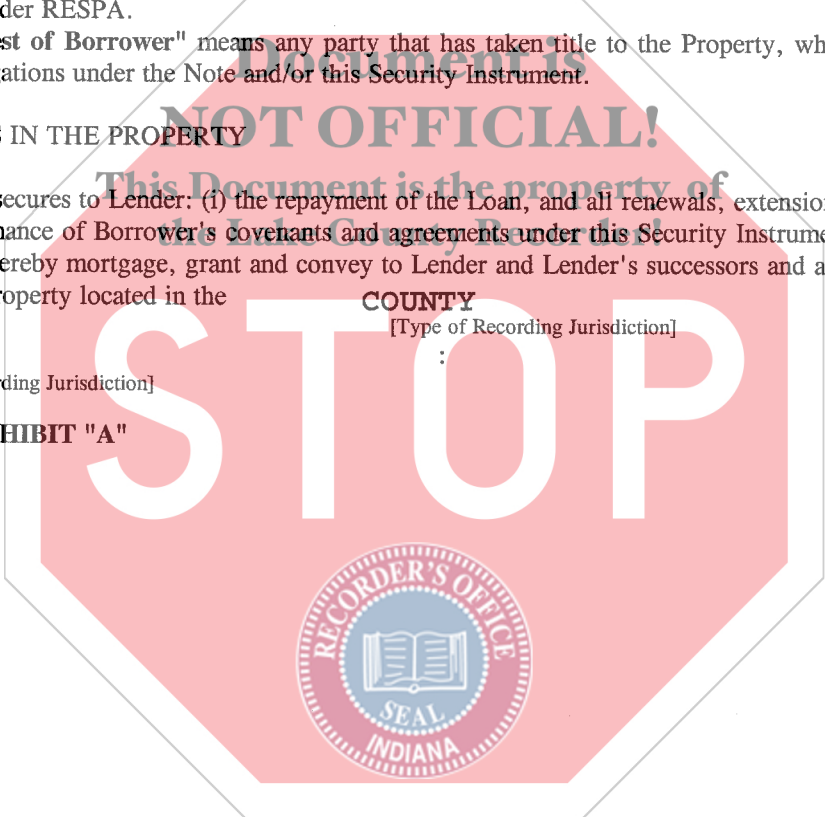 der RESPA.
st of Borrower" means any party that has taken title to the Property, wh
ations under the Note and/or this Security Instrument.
Document is
NOT OFFICIAL!
IN THE PROPERTY
This Document is the property of
the Lake County Recorder!
ecures to Lender: (i) the repayment of the Loan, and all renewals, extensio
ance of Borrower's covenants and agreements under this Security Instrume
ereby mortgage, grant and convey to Lender and Lender's successors and a
operty located in the COUNTY
[Type of Recording Jurisdiction]
:
ding Jurisdiction]
HIBIT "A"
STOP
RECORDER'S OFFICE
SEAL
INDIANA